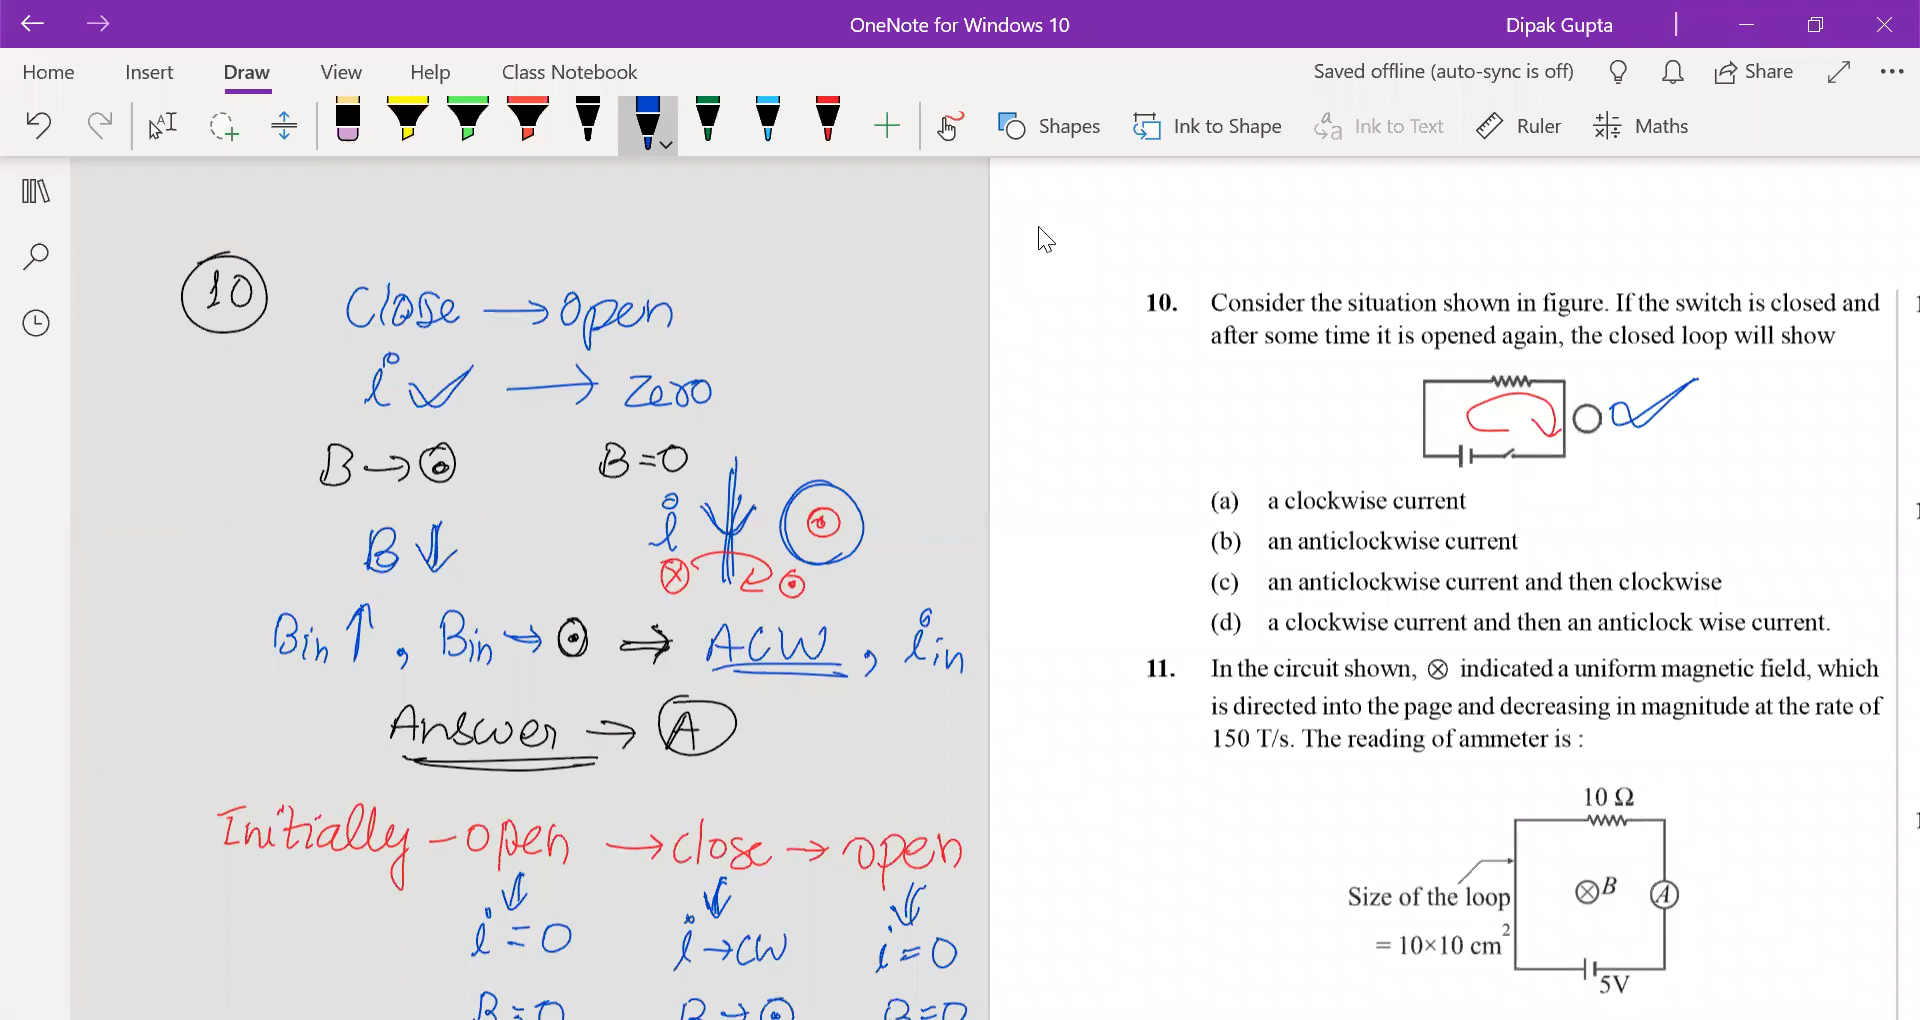 OneNote for Windows 10
Dipak Gupta
Home Insert Draw View Help Class Notebook
Saved offline (auto-sync is off) Share
Shapes Ink to Shape Ink to Text Ruler Maths
10 Close → Open
i ✓ → Zero
B → ⊙ B = 0
B ↓ i
⊗ ⊙
Bin ↑, Bin → ⊙ ⇒ ACW, iin
Answer → A
Initially - open → close → open
i = 0 i → CW i = 0
B = 0 B → ⊙ B = 0
10. Consider the situation shown in figure. If the switch is closed and
after some time it is opened again, the closed loop will show
(a) a clockwise current
(b) an anticlockwise current
(c) an anticlockwise current and then clockwise
(d) a clockwise current and then an anticlock wise current.
11. In the circuit shown, ⊗ indicated a uniform magnetic field, which
is directed into the page and decreasing in magnitude at the rate of
150 T/s. The reading of ammeter is :
10 Ω
Size of the loop
= 10×10 cm²
⊗B
A
5V